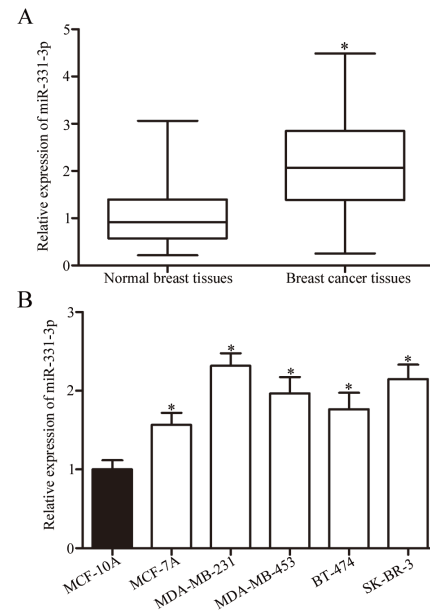 A
Relative expression of miR-331-3p
5
4
3
2
1
0
*
Normal breast tissues
Breast cancer tissues
B
Relative expression of miR-331-3p
3
2
1
0
*
*
*
*
*
MCF-10A
MCF-7A
MDA-MB-231
MDA-MB-453
BT-474
SK-BR-3